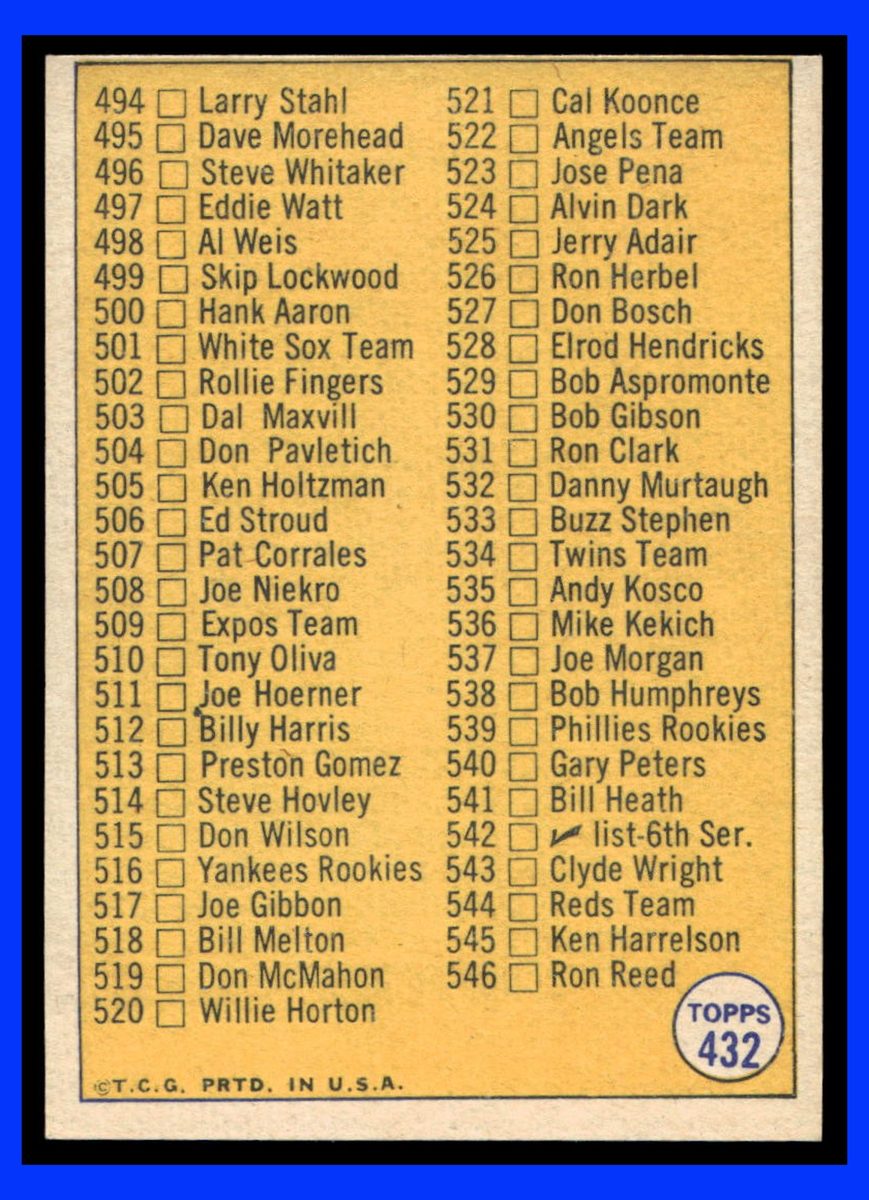 494 ☐ Larry Stahl
495 ☐ Dave Morehead
496 ☐ Steve Whitaker
497 ☐ Eddie Watt
498 ☐ Al Weis
499 ☐ Skip Lockwood
500 ☐ Hank Aaron
501 ☐ White Sox Team
502 ☐ Rollie Fingers
503 ☐ Dal Maxvill
504 ☐ Don Pavletich
505 ☐ Ken Holtzman
506 ☐ Ed Stroud
507 ☐ Pat Corrales
508 ☐ Joe Niekro
509 ☐ Expos Team
510 ☐ Tony Oliva
511 ☐ Joe Hoerner
512 ☐ Billy Harris
513 ☐ Preston Gomez
514 ☐ Steve Hovley
515 ☐ Don Wilson
516 ☐ Yankees Rookies
517 ☐ Joe Gibbon
518 ☐ Bill Melton
519 ☐ Don McMahon
520 ☐ Willie Horton
521 ☐ Cal Koonce
522 ☐ Angels Team
523 ☐ Jose Pena
524 ☐ Alvin Dark
525 ☐ Jerry Adair
526 ☐ Ron Herbel
527 ☐ Don Bosch
528 ☐ Elrod Hendricks
529 ☐ Bob Aspromonte
530 ☐ Bob Gibson
531 ☐ Ron Clark
532 ☐ Danny Murtaugh
533 ☐ Buzz Stephen
534 ☐ Twins Team
535 ☐ Andy Kosco
536 ☐ Mike Kekich
537 ☐ Joe Morgan
538 ☐ Bob Humphreys
539 ☐ Phillies Rookies
540 ☐ Gary Peters
541 ☐ Bill Heath
542 ☐ ✓ list-6th Ser.
543 ☐ Clyde Wright
544 ☐ Reds Team
545 ☐ Ken Harrelson
546 ☐ Ron Reed
TOPPS
432
©T.C.G. PRTD. IN U.S.A.